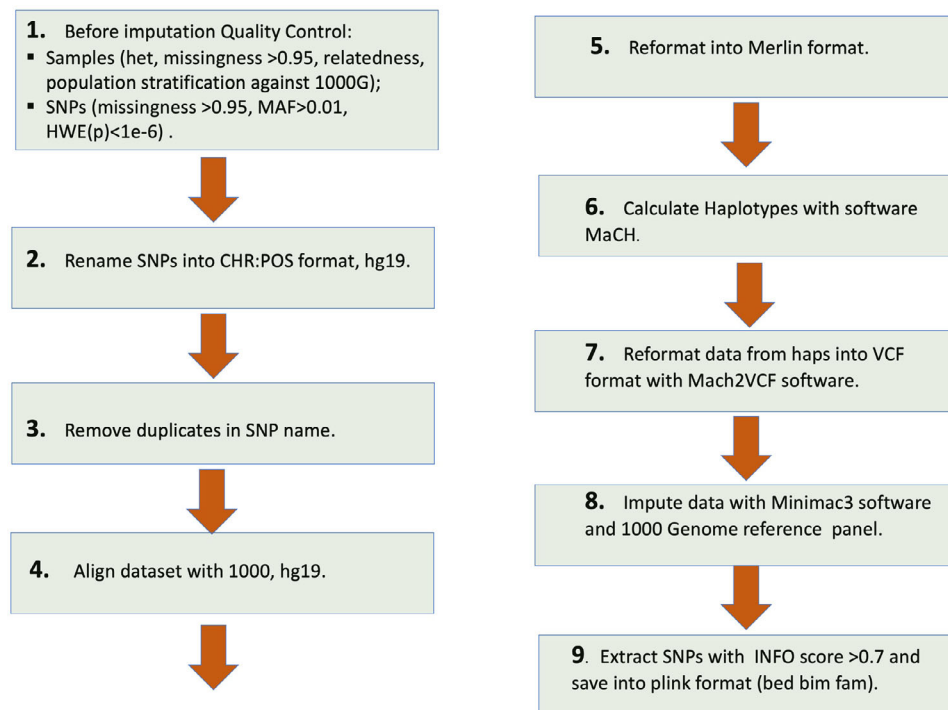 1. Before imputation Quality Control:
▪ Samples (het, missingness >0.95, relatedness,
population stratification against 1000G);
▪ SNPs (missingness >0.95, MAF>0.01,
HWE(p)<1e-6) .
2. Rename SNPs into CHR:POS format, hg19.
3. Remove duplicates in SNP name.
4. Align dataset with 1000, hg19.
5. Reformat into Merlin format.
6. Calculate Haplotypes with software
MaCH.
7. Reformat data from haps into VCF
format with Mach2VCF software.
8. Impute data with Minimac3 software
and 1000 Genome reference panel.
9. Extract SNPs with INFO score >0.7 and
save into plink format (bed bim fam).